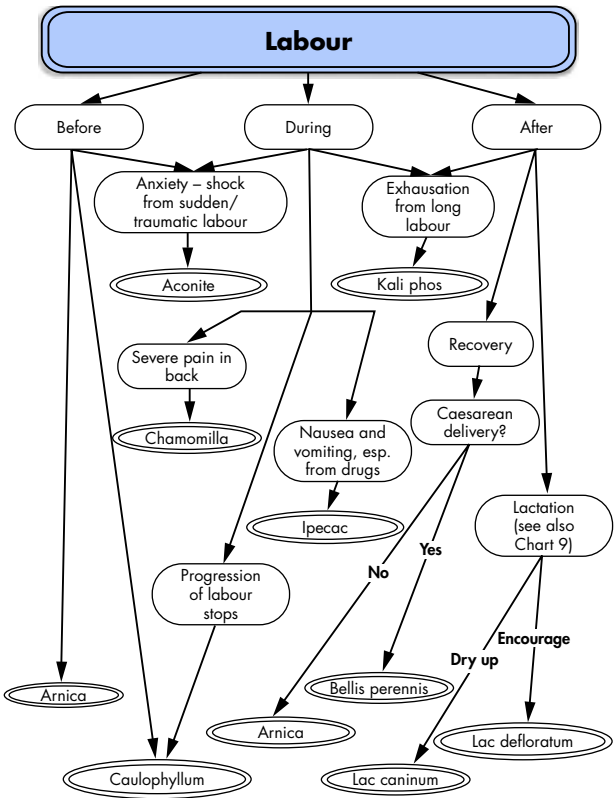 Labour
Before
During
After
Anxiety – shock
from sudden/
traumatic labour
Exhausation
from long
labour
Aconite
Kali phos
Recovery
Severe pain in
back
Caesarean
delivery?
Chamomilla
Nausea and
vomiting, esp.
from drugs
Ipecac
Lactation
(see also
Chart 9)
Yes
No
Progression
of labour
stops
Encourage
Dry up
Bellis perennis
Arnica
Arnica
Lac defloratum
Caulophyllum
Lac caninum